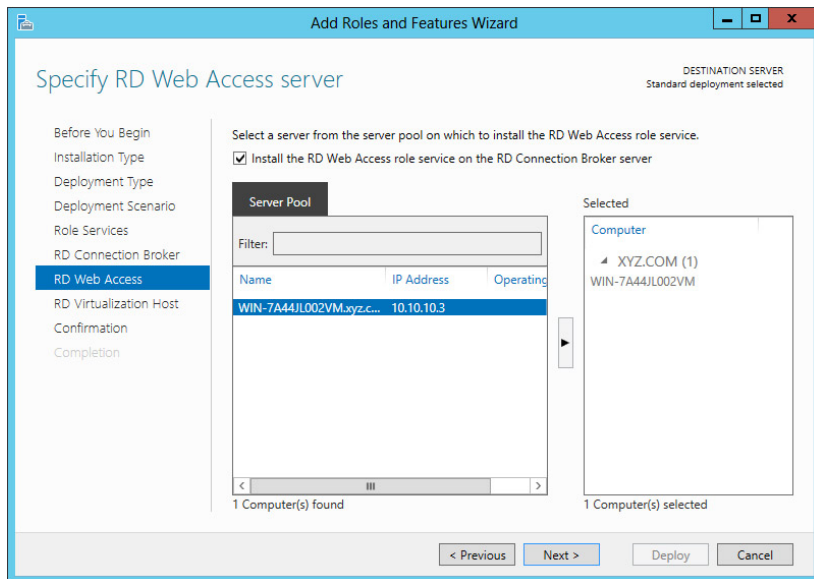 Add Roles and Features Wizard
Specify RD Web Access server
DESTINATION SERVER
Standard deployment selected
Before You Begin
Installation Type
Deployment Type
Deployment Scenario
Role Services
RD Connection Broker
RD Web Access
RD Virtualization Host
Confirmation
Completion
Select a server from the server pool on which to install the RD Web Access role service.
Install the RD Web Access role service on the RD Connection Broker server
Server Pool
Filter:
Name IP Address Operating
WIN-7A44JL002VM.xyz.c... 10.10.10.3
1 Computer(s) found
Selected
Computer
XYZ.COM (1)
WIN-7A44JL002VM
1 Computer(s) selected
< Previous Next > Deploy Cancel